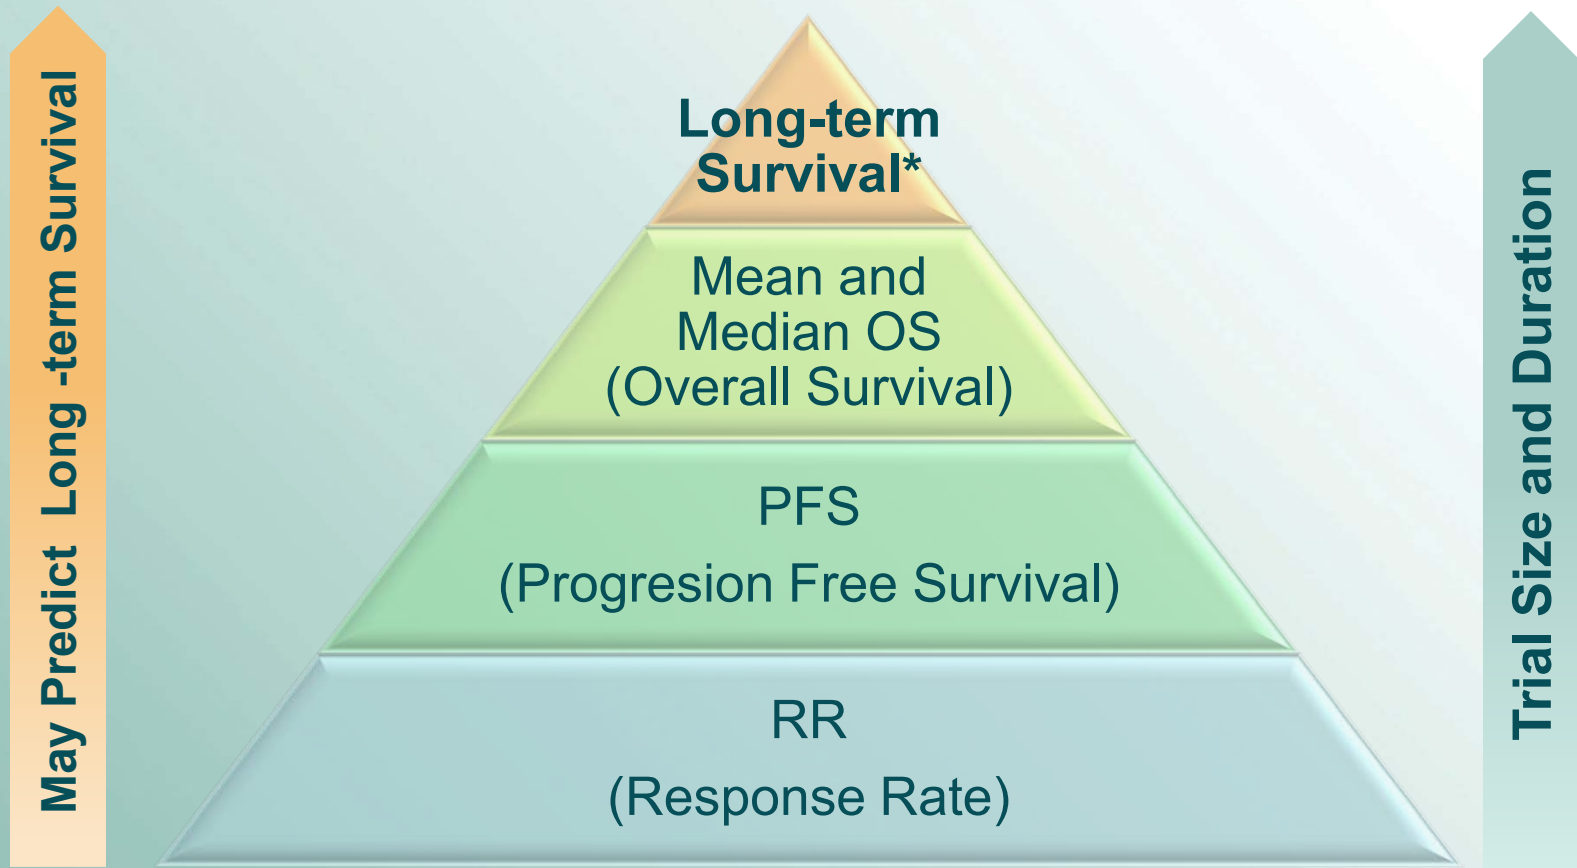 May Predict  Long -term Survival
Long-term
Survival*
Mean and
Median OS
(Overall Survival)
PFS
(Progresion Free Survival)
RR
(Response Rate)
Trial Size and Duration